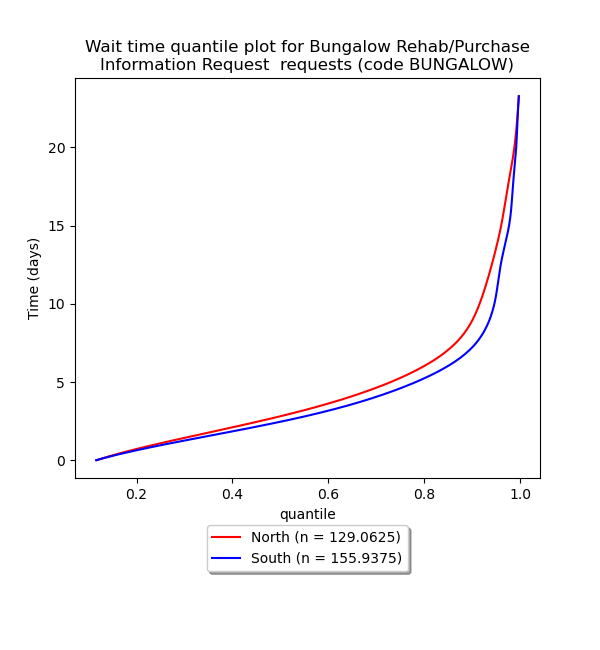 Wait time quantile plot for Bungalow Rehab/Purchase
Information Request  requests (code BUNGALOW)
Time (days)
20
15
10
5
0
0.2 0.4 0.6 0.8 1.0
quantile
North (n = 129.0625)
South (n = 155.9375)